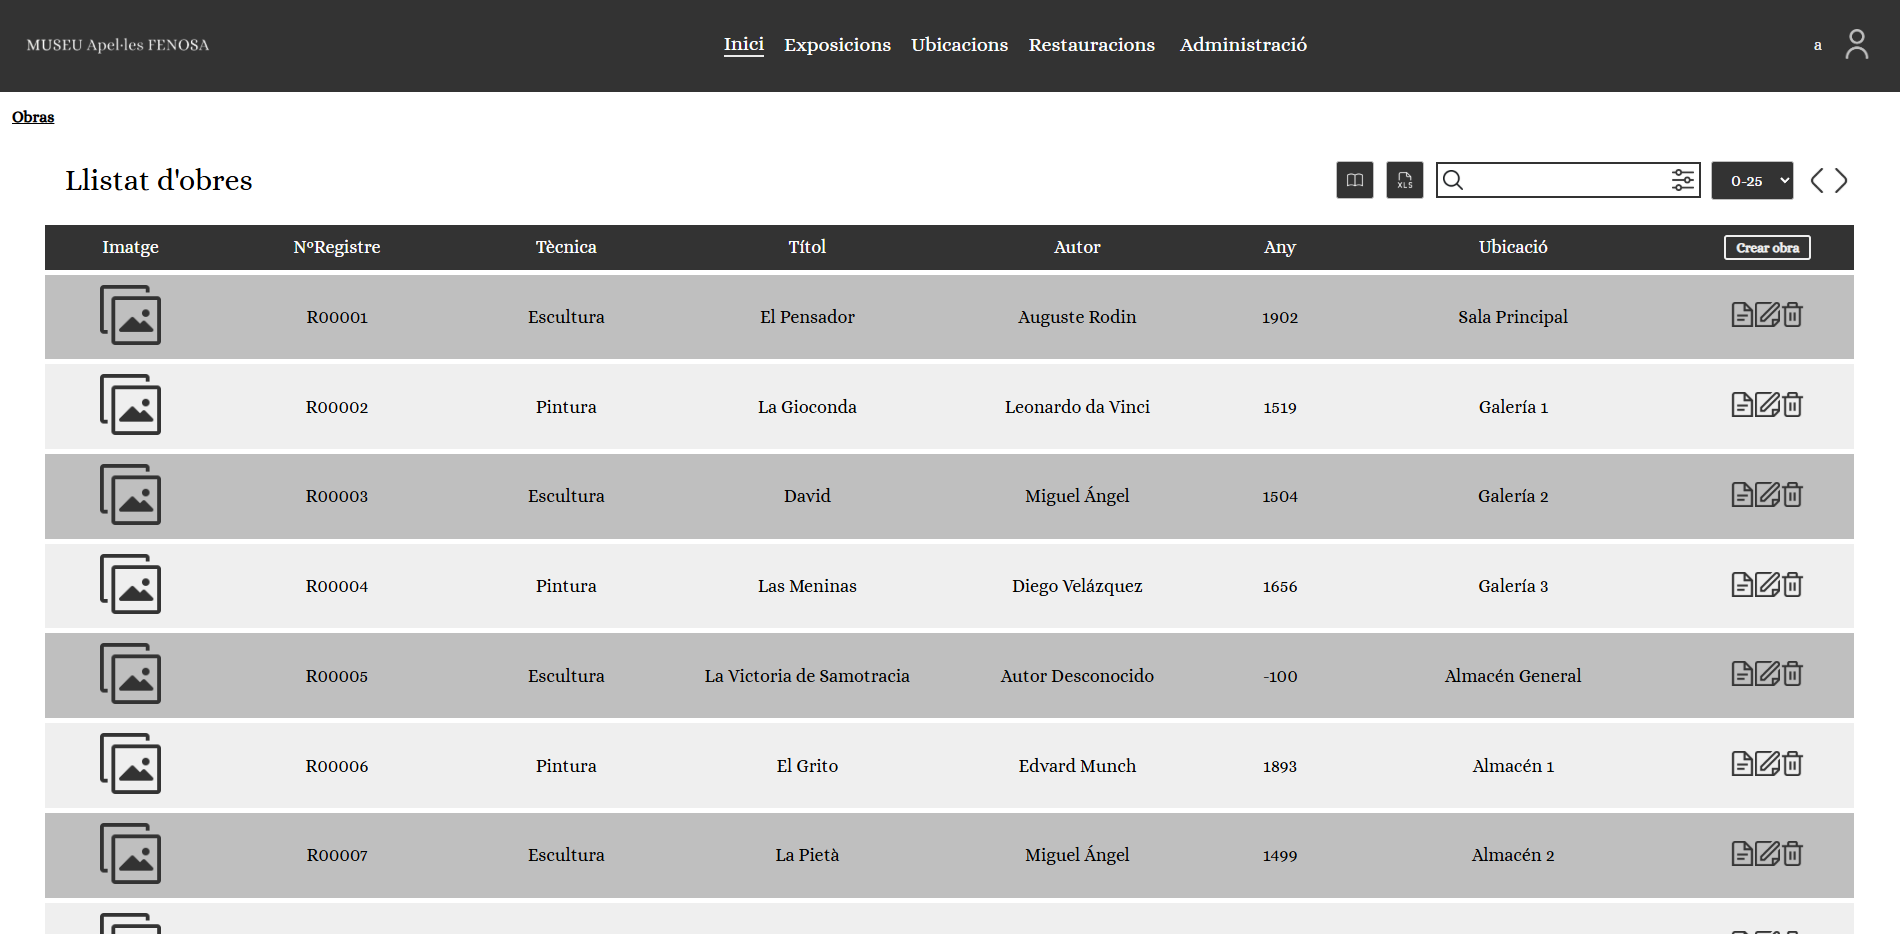 MUSEU Apel·les FENOSA
Inici Exposicions Ubicacions Restauracions Administració
a
Obras
Llistat d'obres
XLS
0-25
Imatge NºRegistre Tècnica Títol Autor Any Ubicació Crear obra
R00001 Escultura El Pensador Auguste Rodin 1902 Sala Principal
R00002 Pintura La Gioconda Leonardo da Vinci 1519 Galería 1
R00003 Escultura David Miguel Ángel 1504 Galería 2
R00004 Pintura Las Meninas Diego Velázquez 1656 Galería 3
R00005 Escultura La Victoria de Samotracia Autor Desconocido -100 Almacén General
R00006 Pintura El Grito Edvard Munch 1893 Almacén 1
R00007 Escultura La Pietà Miguel Ángel 1499 Almacén 2